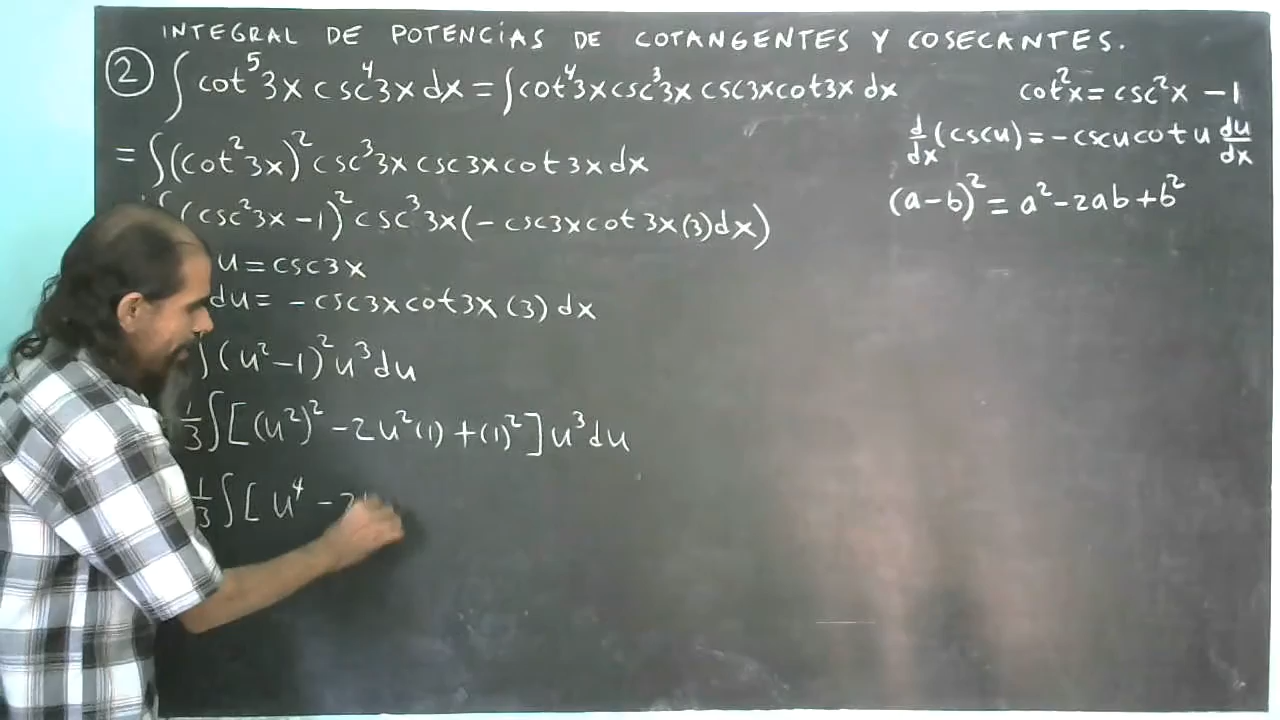 INTEGRAL DE POTENCIAS DE COTANGENTES Y COSECANTES.
② ∫ cot⁵3x csc⁴3x dx = ∫cot⁴3x csc³3x csc3x cot3x dx
cot²x = csc²x - 1
d/dx (csc u) = - csc u cot u du/dx
= ∫(cot²3x)² csc³3x csc3x cot3x dx
(a-b)² = a² - 2ab + b²
(csc²3x - 1)² csc³3x (- csc3x cot3x (3) dx)
u = csc3x
du = - csc3x cot3x (3) dx
∫(u² - 1)² u³ du
1/3 ∫[(u²)² - 2u²(1) + (1)²] u³ du
1/3 ∫[u⁴ - 2